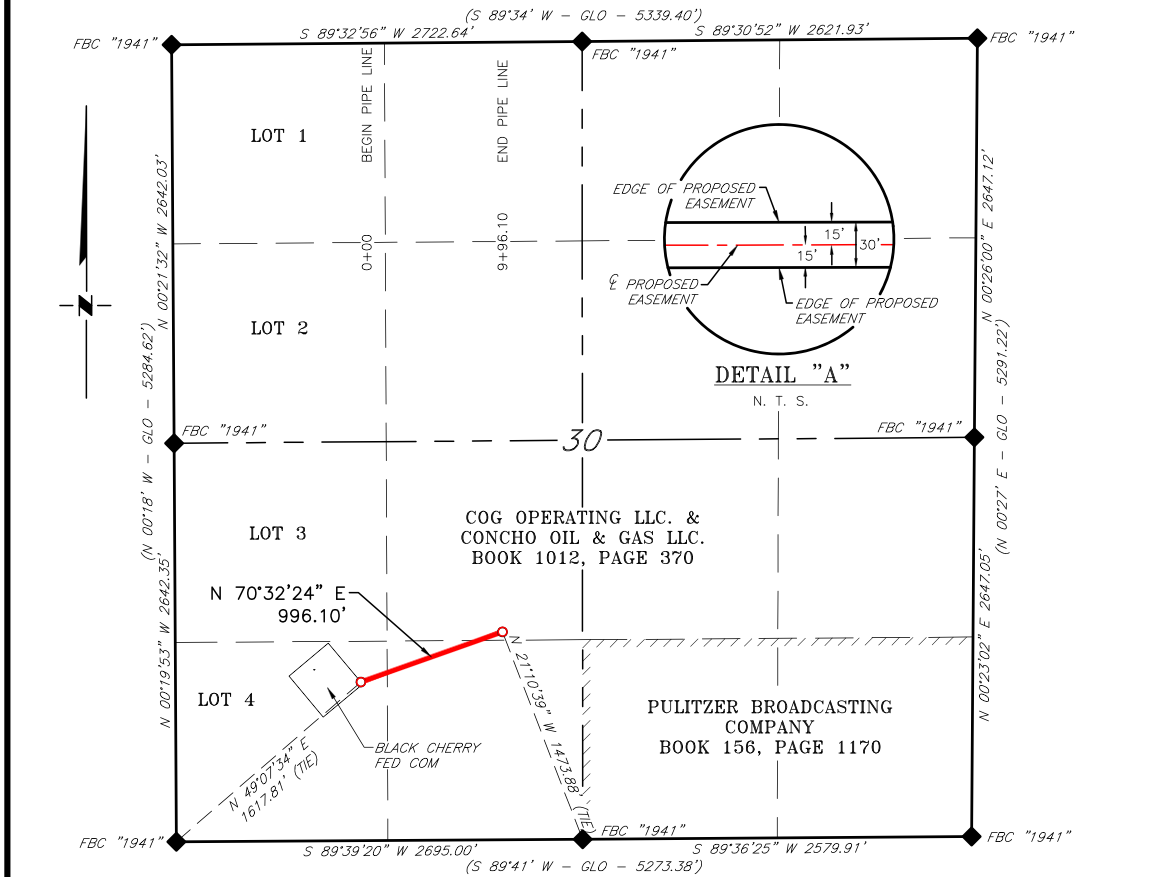 (S 89°34' W - GLO - 5339.40')
S 89°32'56" W 2722.64'
S 89°30'52" W 2621.93'
FBC "1941"
FBC "1941"
FBC "1941"
BEGIN PIPE LINE
END PIPE LINE
LOT 1
N 00°21'32" W 2642.03'
N 00°26'00" E 2647.12'
EDGE OF PROPOSED
EASEMENT
15'
30'
15'
0+00
9+96.10
℄ PROPOSED
EASEMENT
EDGE OF PROPOSED
EASEMENT
N
LOT 2
DETAIL "A"
N. T. S.
(N 00°18' W - GLO - 5284.62')
(N 00°27' E - GLO - 5291.22')
FBC "1941"
30
FBC "1941"
LOT 3
COG OPERATING LLC. &
CONCHO OIL & GAS LLC.
BOOK 1012, PAGE 370
N 00°19'53" W 2642.35'
N 00°23'02" E 2647.05'
N 70°32'24" E
996.10'
LOT 4
N 21°10'39" W 1473.88 (TIE)
PULITZER BROADCASTING
COMPANY
BOOK 156, PAGE 1170
BLACK CHERRY
FED COM
N 49°07'34" E
1617.81' (TIE)
FBC "1941"
FBC "1941"
FBC "1941"
S 89°39'20" W 2695.00'
S 89°36'25" W 2579.91'
(S 89°41' W - GLO - 5273.38')